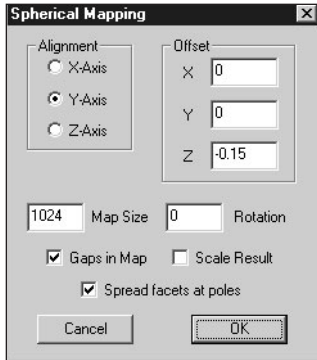 Spherical Mapping
Alignment
X-Axis
Y-Axis
Z-Axis
Offset
X 0
Y 0
Z -0.15
1024 Map Size 0 Rotation
Gaps in Map Scale Result
Spread facets at poles
Cancel OK